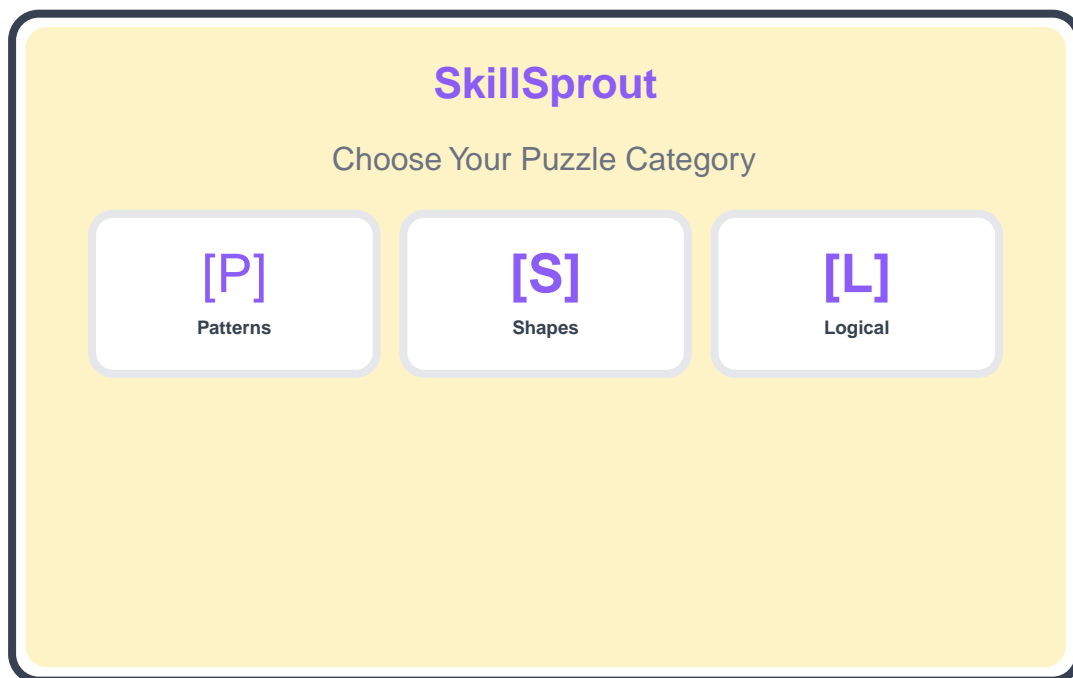 SkillSprout
Choose Your Puzzle Category
[P]
Patterns
[S]
Shapes
[L]
Logical